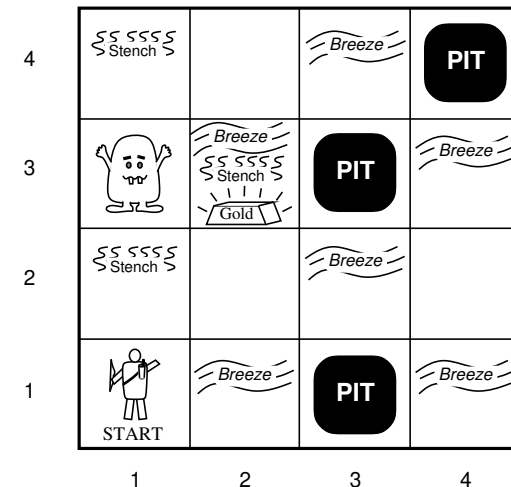 4
Stench
Breeze
PIT
3
Breeze
Stench
Gold
PIT
Breeze
2
Stench
Breeze
1
START
Breeze
PIT
Breeze
1 2 3 4